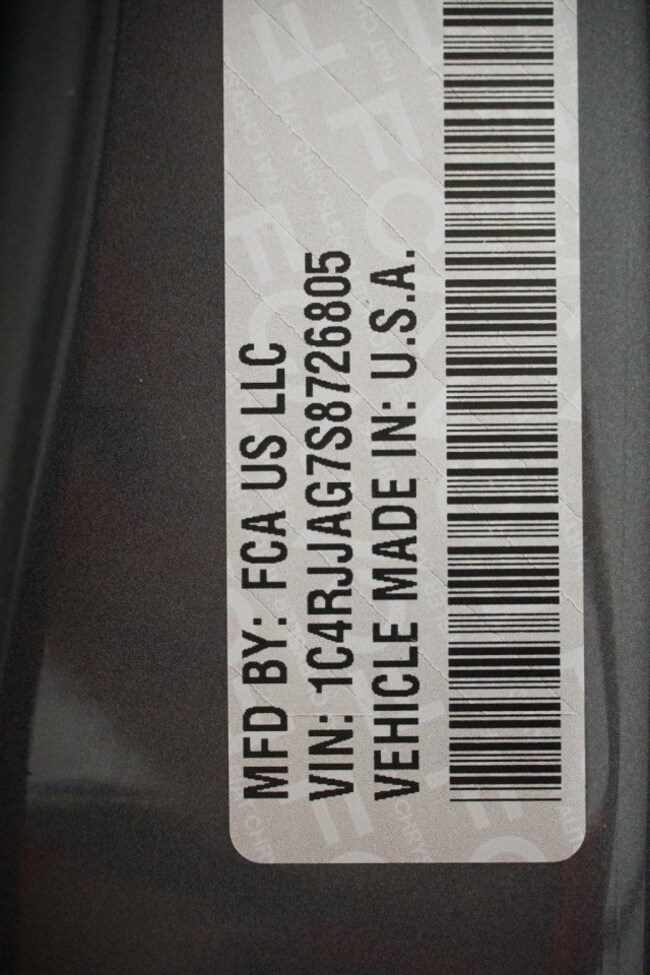 MFD BY: FCA US LLC
VIN: 1C4RJJAG7S8726805
VEHICLE MADE IN: U.S.A.